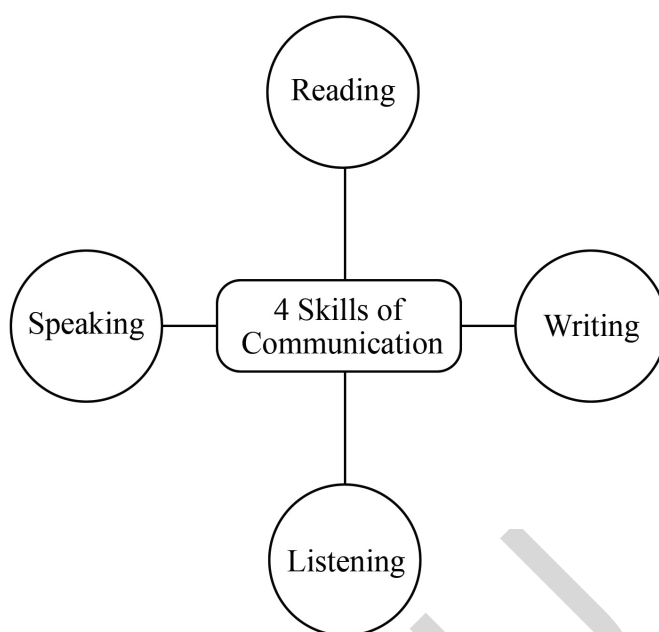 Reading
Speaking
4 Skills of
Communication
Writing
Listening